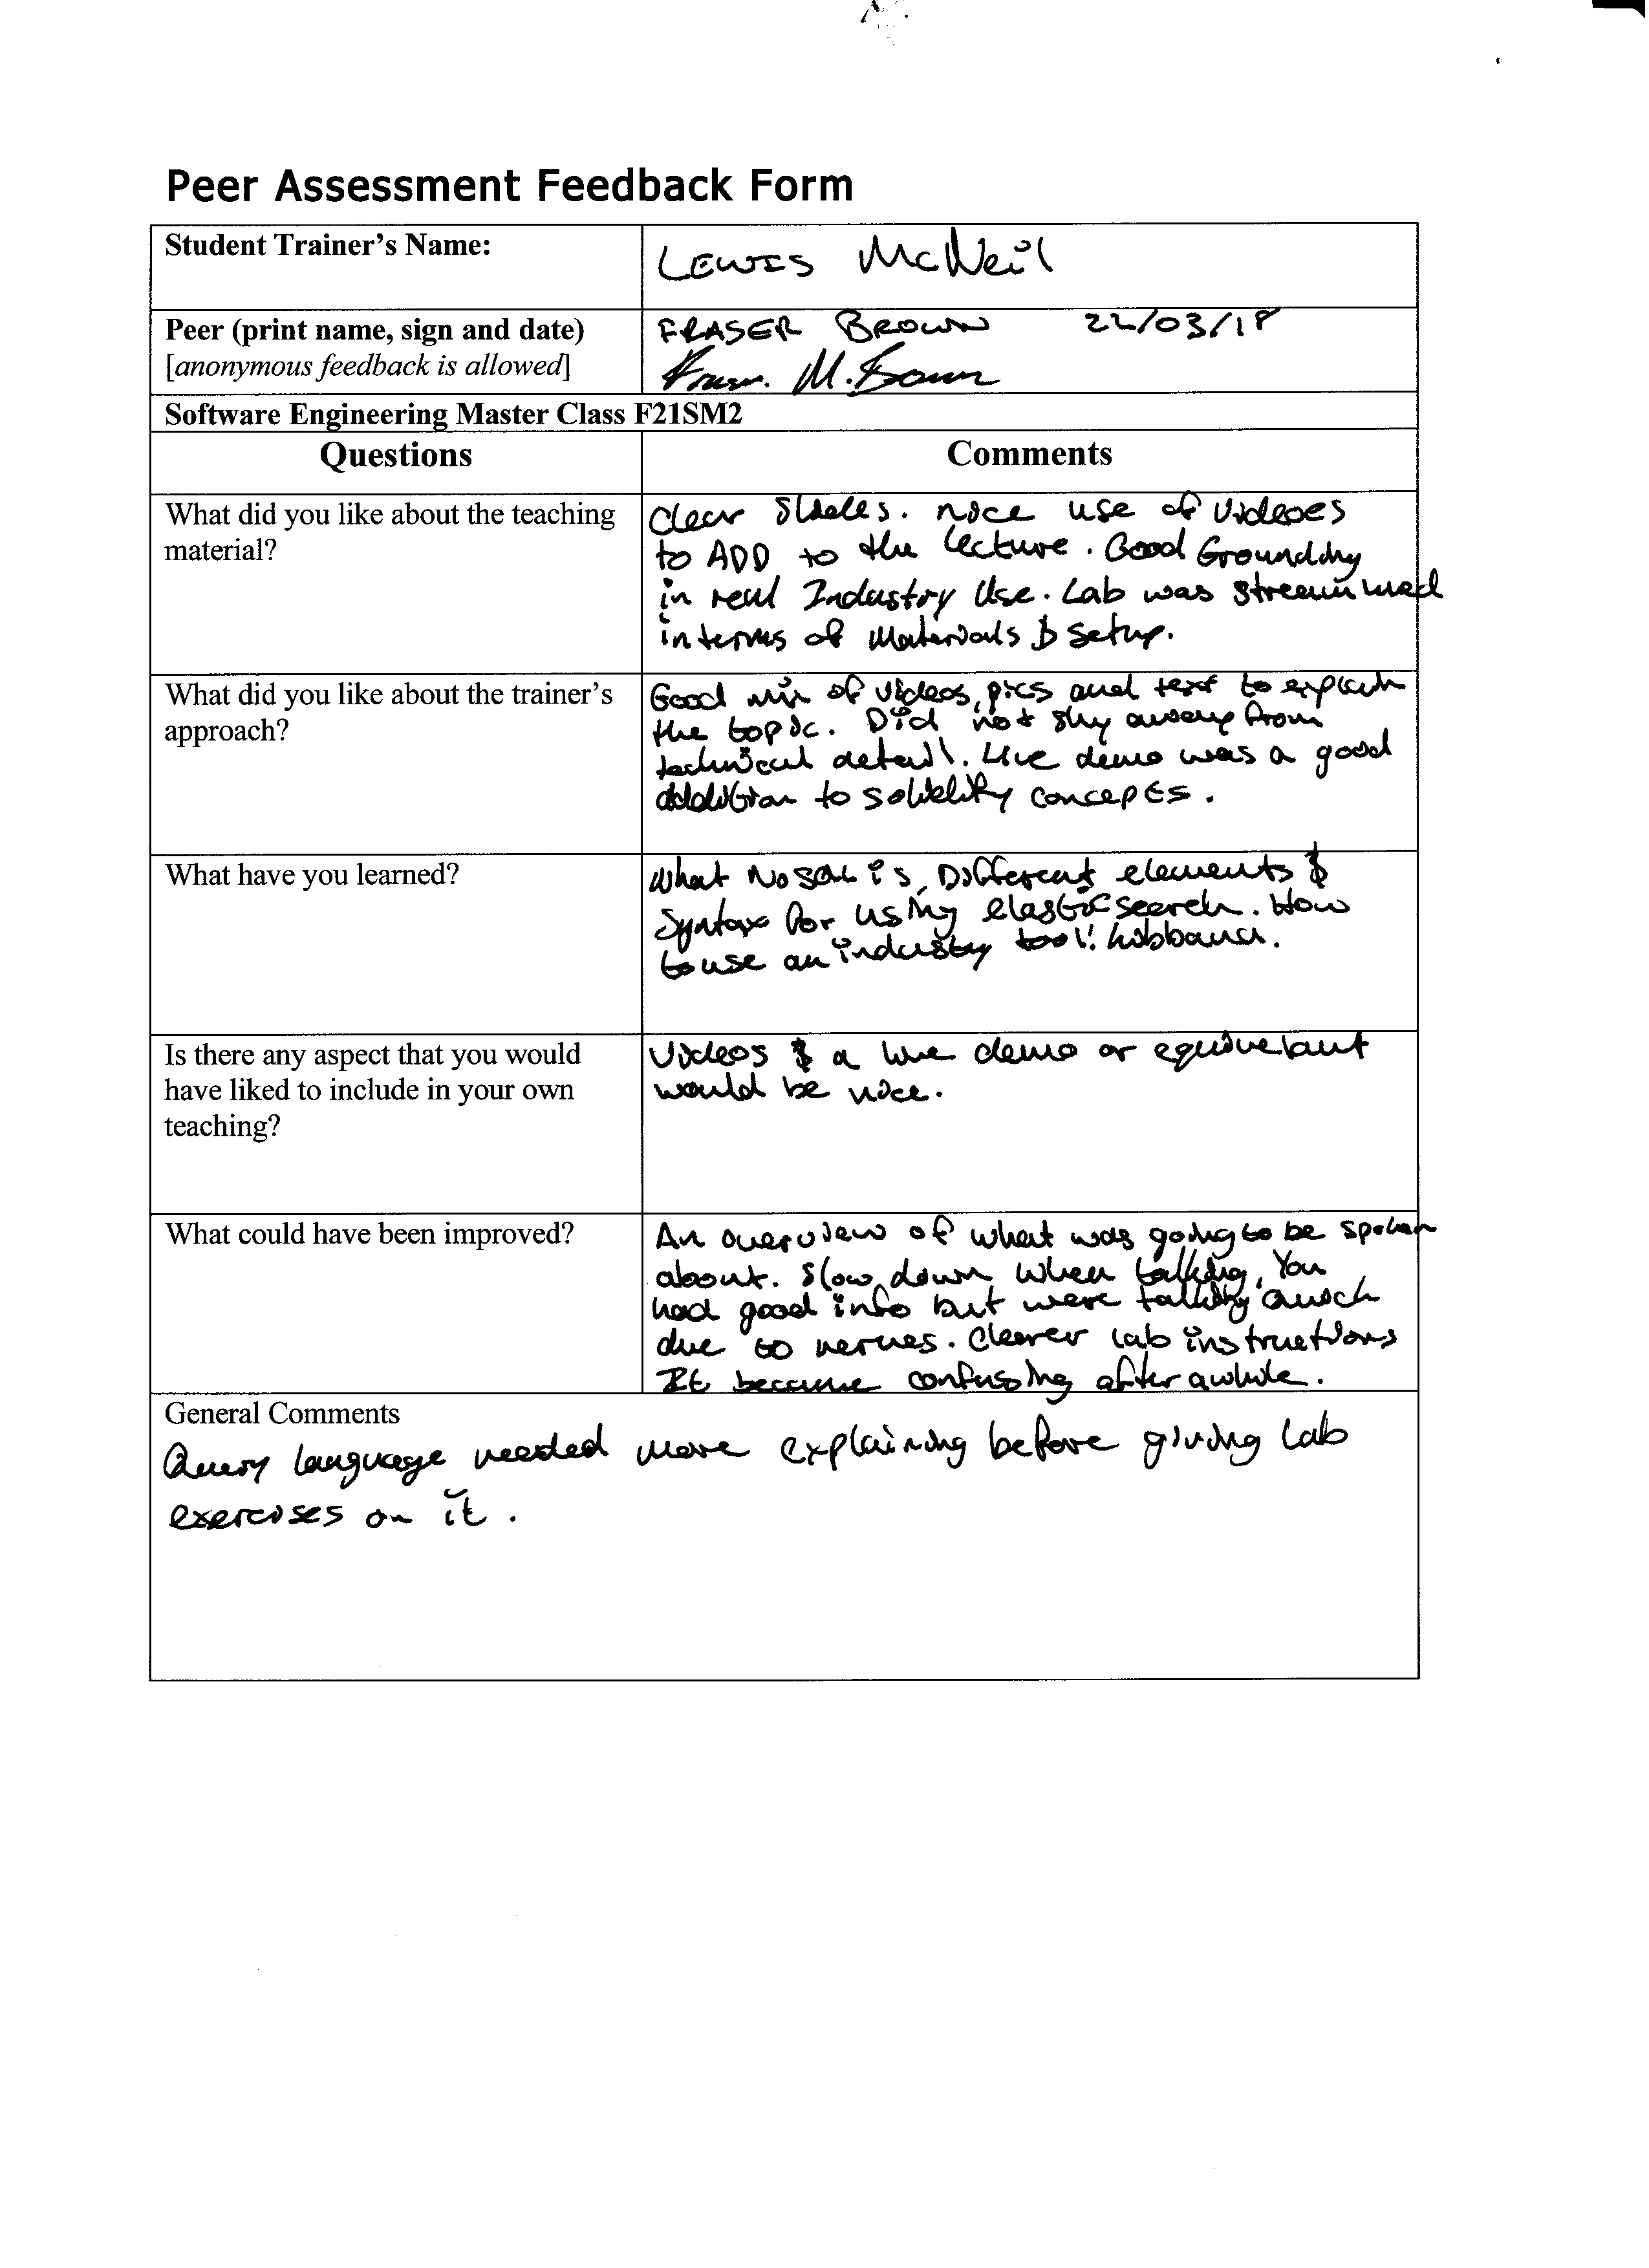 Peer Assessment Feedback Form
Student Trainer's Name:
LEWIS McNeil
Peer (print name, sign and date)
[anonymous feedback is allowed]
FRASER BROWN 22/03/18
M. Brown
Software Engineering Master Class F21SM2
Questions
Comments
What did you like about the teaching
material?
Clear Slides. nice use of videoes
to ADD to the lecture. Good Grounding
in real Industry Use. Lab was streamlined
in terms of materials & setup.
What did you like about the trainer's
approach?
Good mix of videos, pics and text to explain
the topic. Did not shy away from
technical detail. Live demo was a good
addition to solidify concepts.
What have you learned?
What NoSQL is, Different elements &
Syntax for using elastic search. How
to use an industry tool: kibbana.
Is there any aspect that you would
have liked to include in your own
teaching?
Videos & a live demo or equivelant
would be nice.
What could have been improved?
An overview of what was going to be spoken
about. Slow down when talking, You
had good info but were talking quick
due to nerves. Clearer lab instructions
It became confusing after awhile.
General Comments
Query language needed more explaining before giving lab
exercises on it.